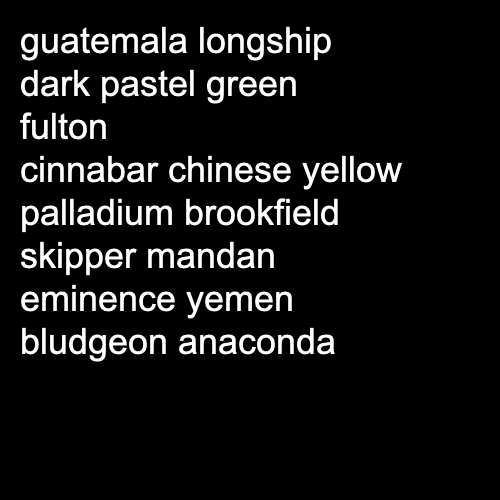 guatemala longship
dark pastel green
fulton
cinnabar chinese yellow
palladium brookfield
skipper mandan
eminence yemen
bludgeon anaconda